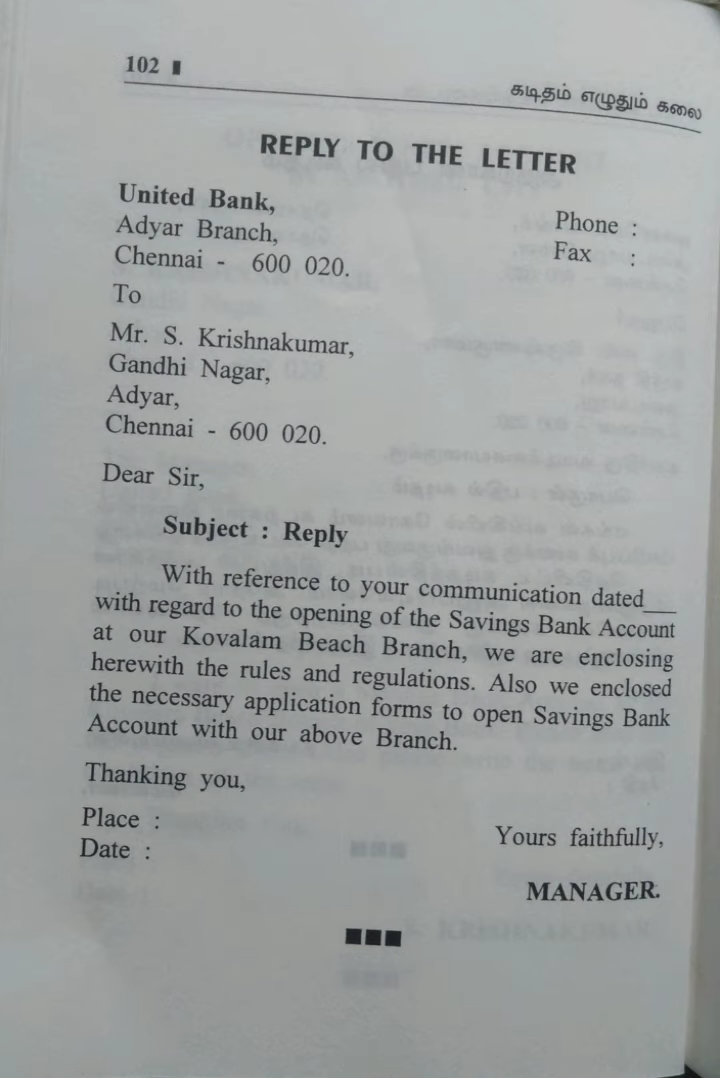 102 ▮
கடிதம் எழுதும் கலை
REPLY TO THE LETTER
United Bank,
Adyar Branch,
Chennai - 600 020.
Phone :
Fax :
To
Mr. S. Krishnakumar,
Gandhi Nagar,
Adyar,
Chennai - 600 020.
Dear Sir,
Subject : Reply
With reference to your communication dated___
with regard to the opening of the Savings Bank Account
at our Kovalam Beach Branch, we are enclosing
herewith the rules and regulations. Also we enclosed
the necessary application forms to open Savings Bank
Account with our above Branch.
Thanking you,
Place :
Date :
Yours faithfully,
MANAGER.
■■■